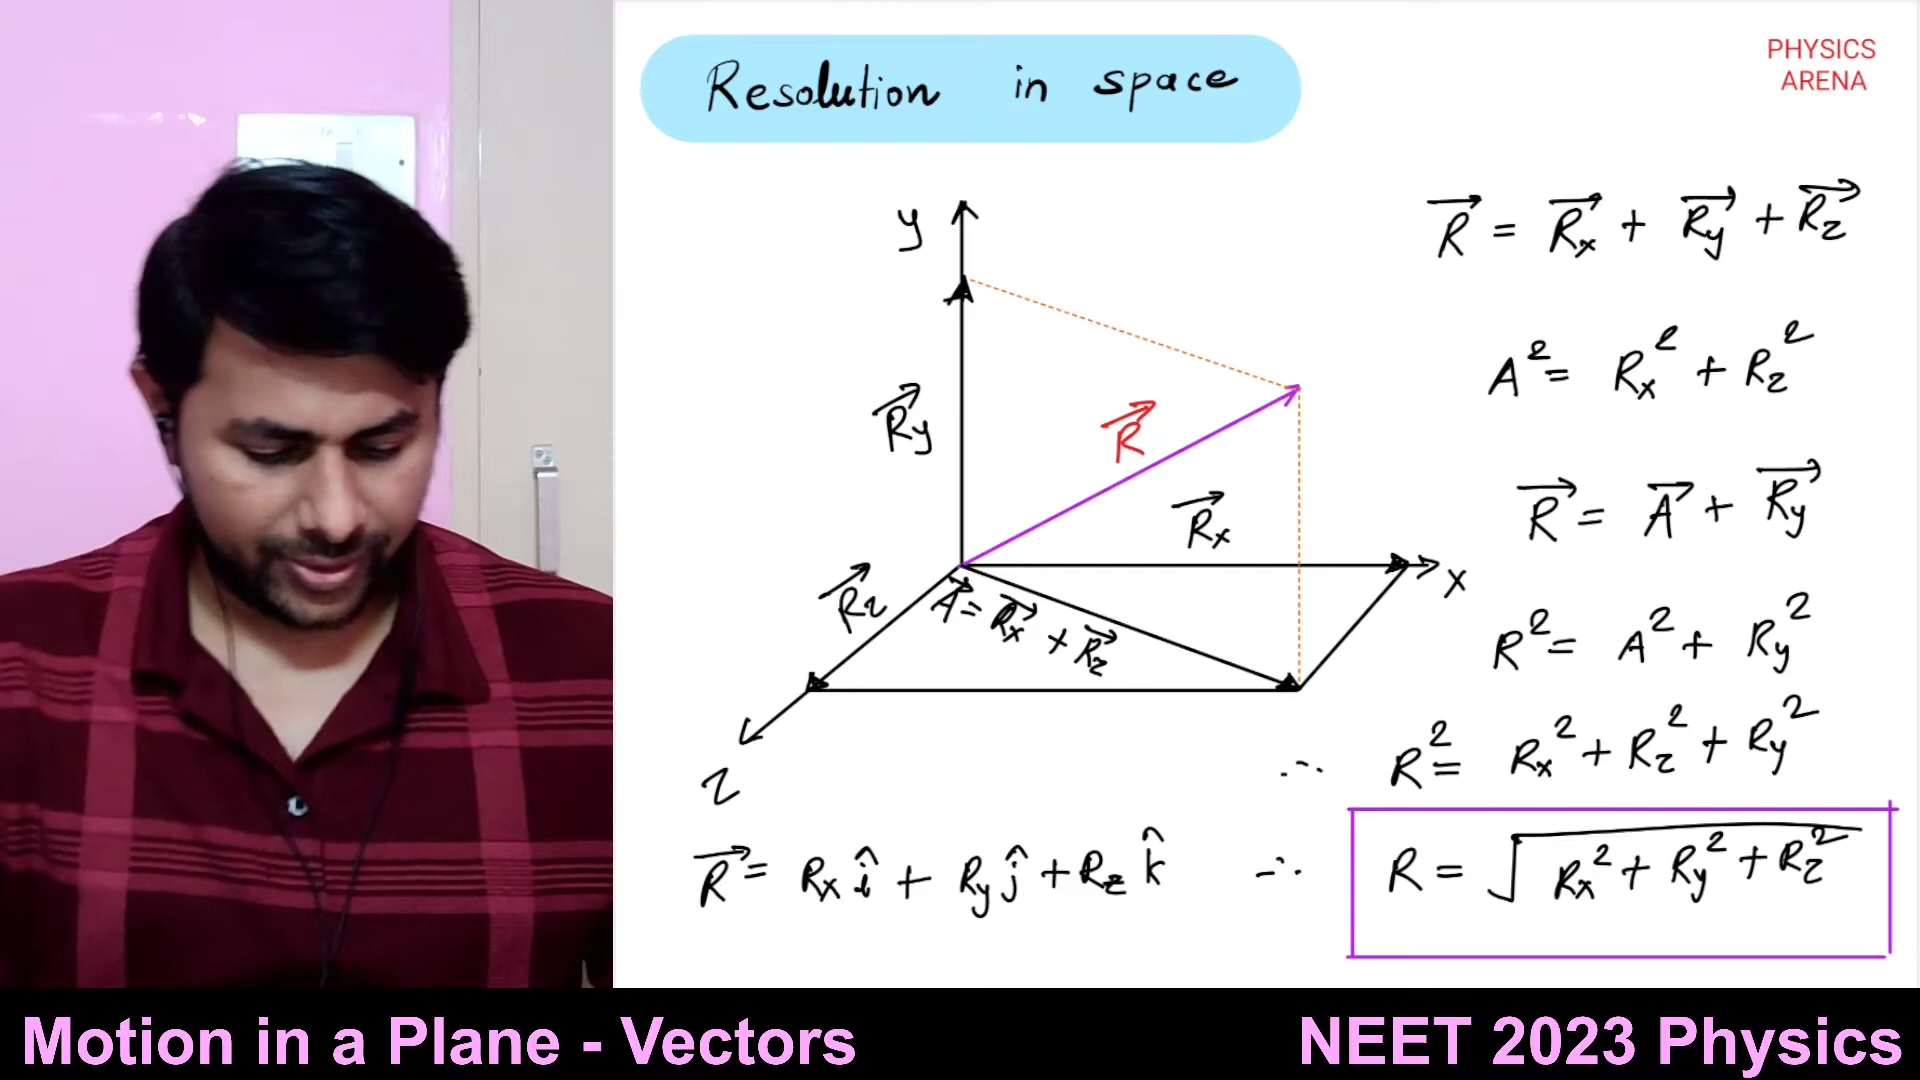 Resolution in space
PHYSICS
ARENA
y
R⃗y
R⃗
R⃗x
x
R⃗z
A⃗ = R⃗x + R⃗z
z
R⃗ = Rx î + Ry ĵ + Rz k̂
R⃗ = R⃗x + R⃗y + R⃗z
A² = Rx² + Rz²
R⃗ = A⃗ + R⃗y
R² = A² + Ry²
∴ R² = Rx² + Rz² + Ry²
∴ R = √(Rx² + Ry² + Rz²)
Motion in a Plane - Vectors
NEET 2023 Physics